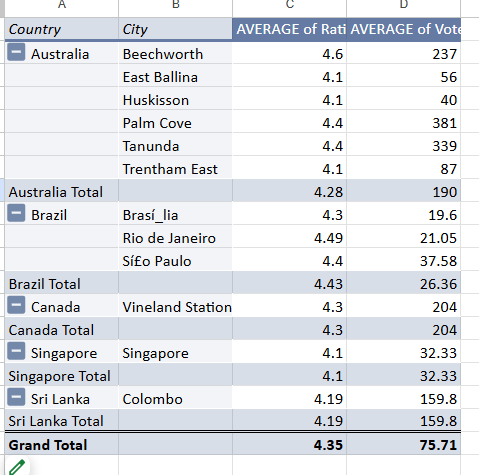 A B C D
Country City AVERAGE of Rati AVERAGE of Vote
Australia Beechworth 4.6 237
East Ballina 4.1 56
Huskisson 4.1 40
Palm Cove 4.4 381
Tanunda 4.4 339
Trentham East 4.1 87
Australia Total 4.28 190
Brazil Brasí_lia 4.3 19.6
Rio de Janeiro 4.49 21.05
Sí£o Paulo 4.4 37.58
Brazil Total 4.43 26.36
Canada Vineland Station 4.3 204
Canada Total 4.3 204
Singapore Singapore 4.1 32.33
Singapore Total 4.1 32.33
Sri Lanka Colombo 4.19 159.8
Sri Lanka Total 4.19 159.8
Grand Total 4.35 75.71